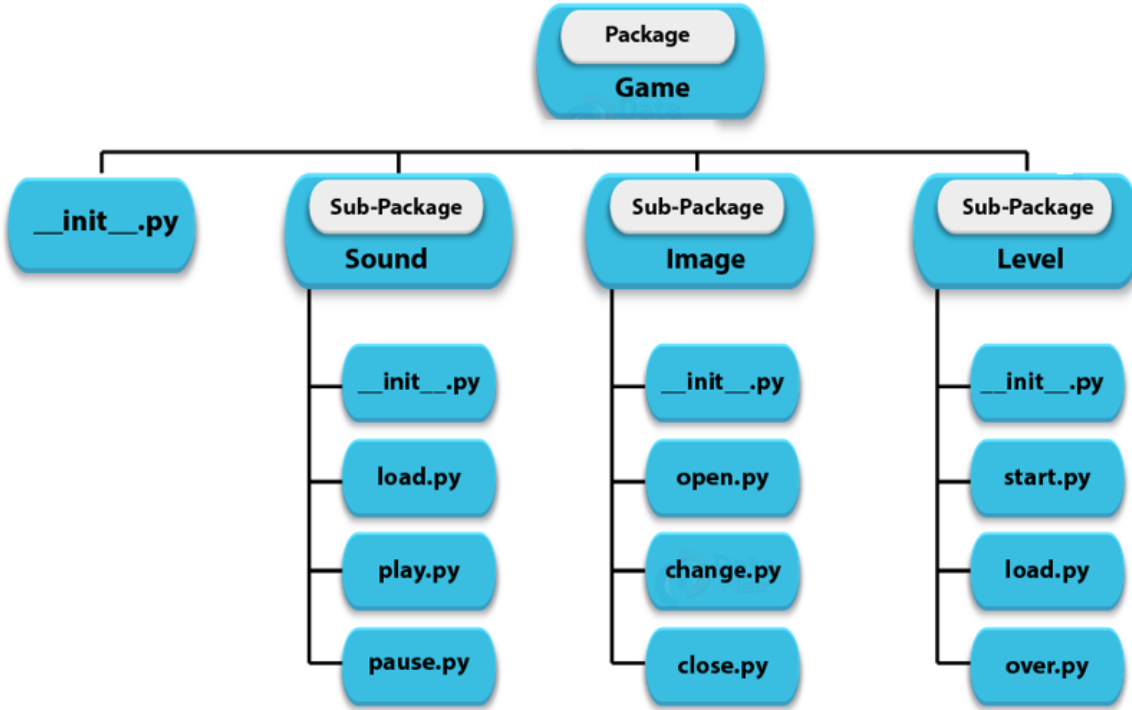 Package
Game
__init__.py
Sub-Package
Sound
Sub-Package
Image
Sub-Package
Level
__init__.py
__init__.py
__init__.py
load.py
open.py
start.py
play.py
change.py
load.py
pause.py
close.py
over.py